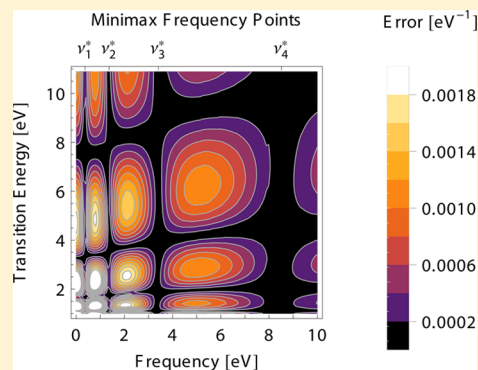 Minimax Frequency Points
Error [eV⁻¹]
ν₁* ν₂* ν₃* ν₄*
Transition Energy [eV]
10
8
6
4
2
0 2 4 6 8 10
Frequency [eV]
0.0018
0.0014
0.0010
0.0006
0.0002